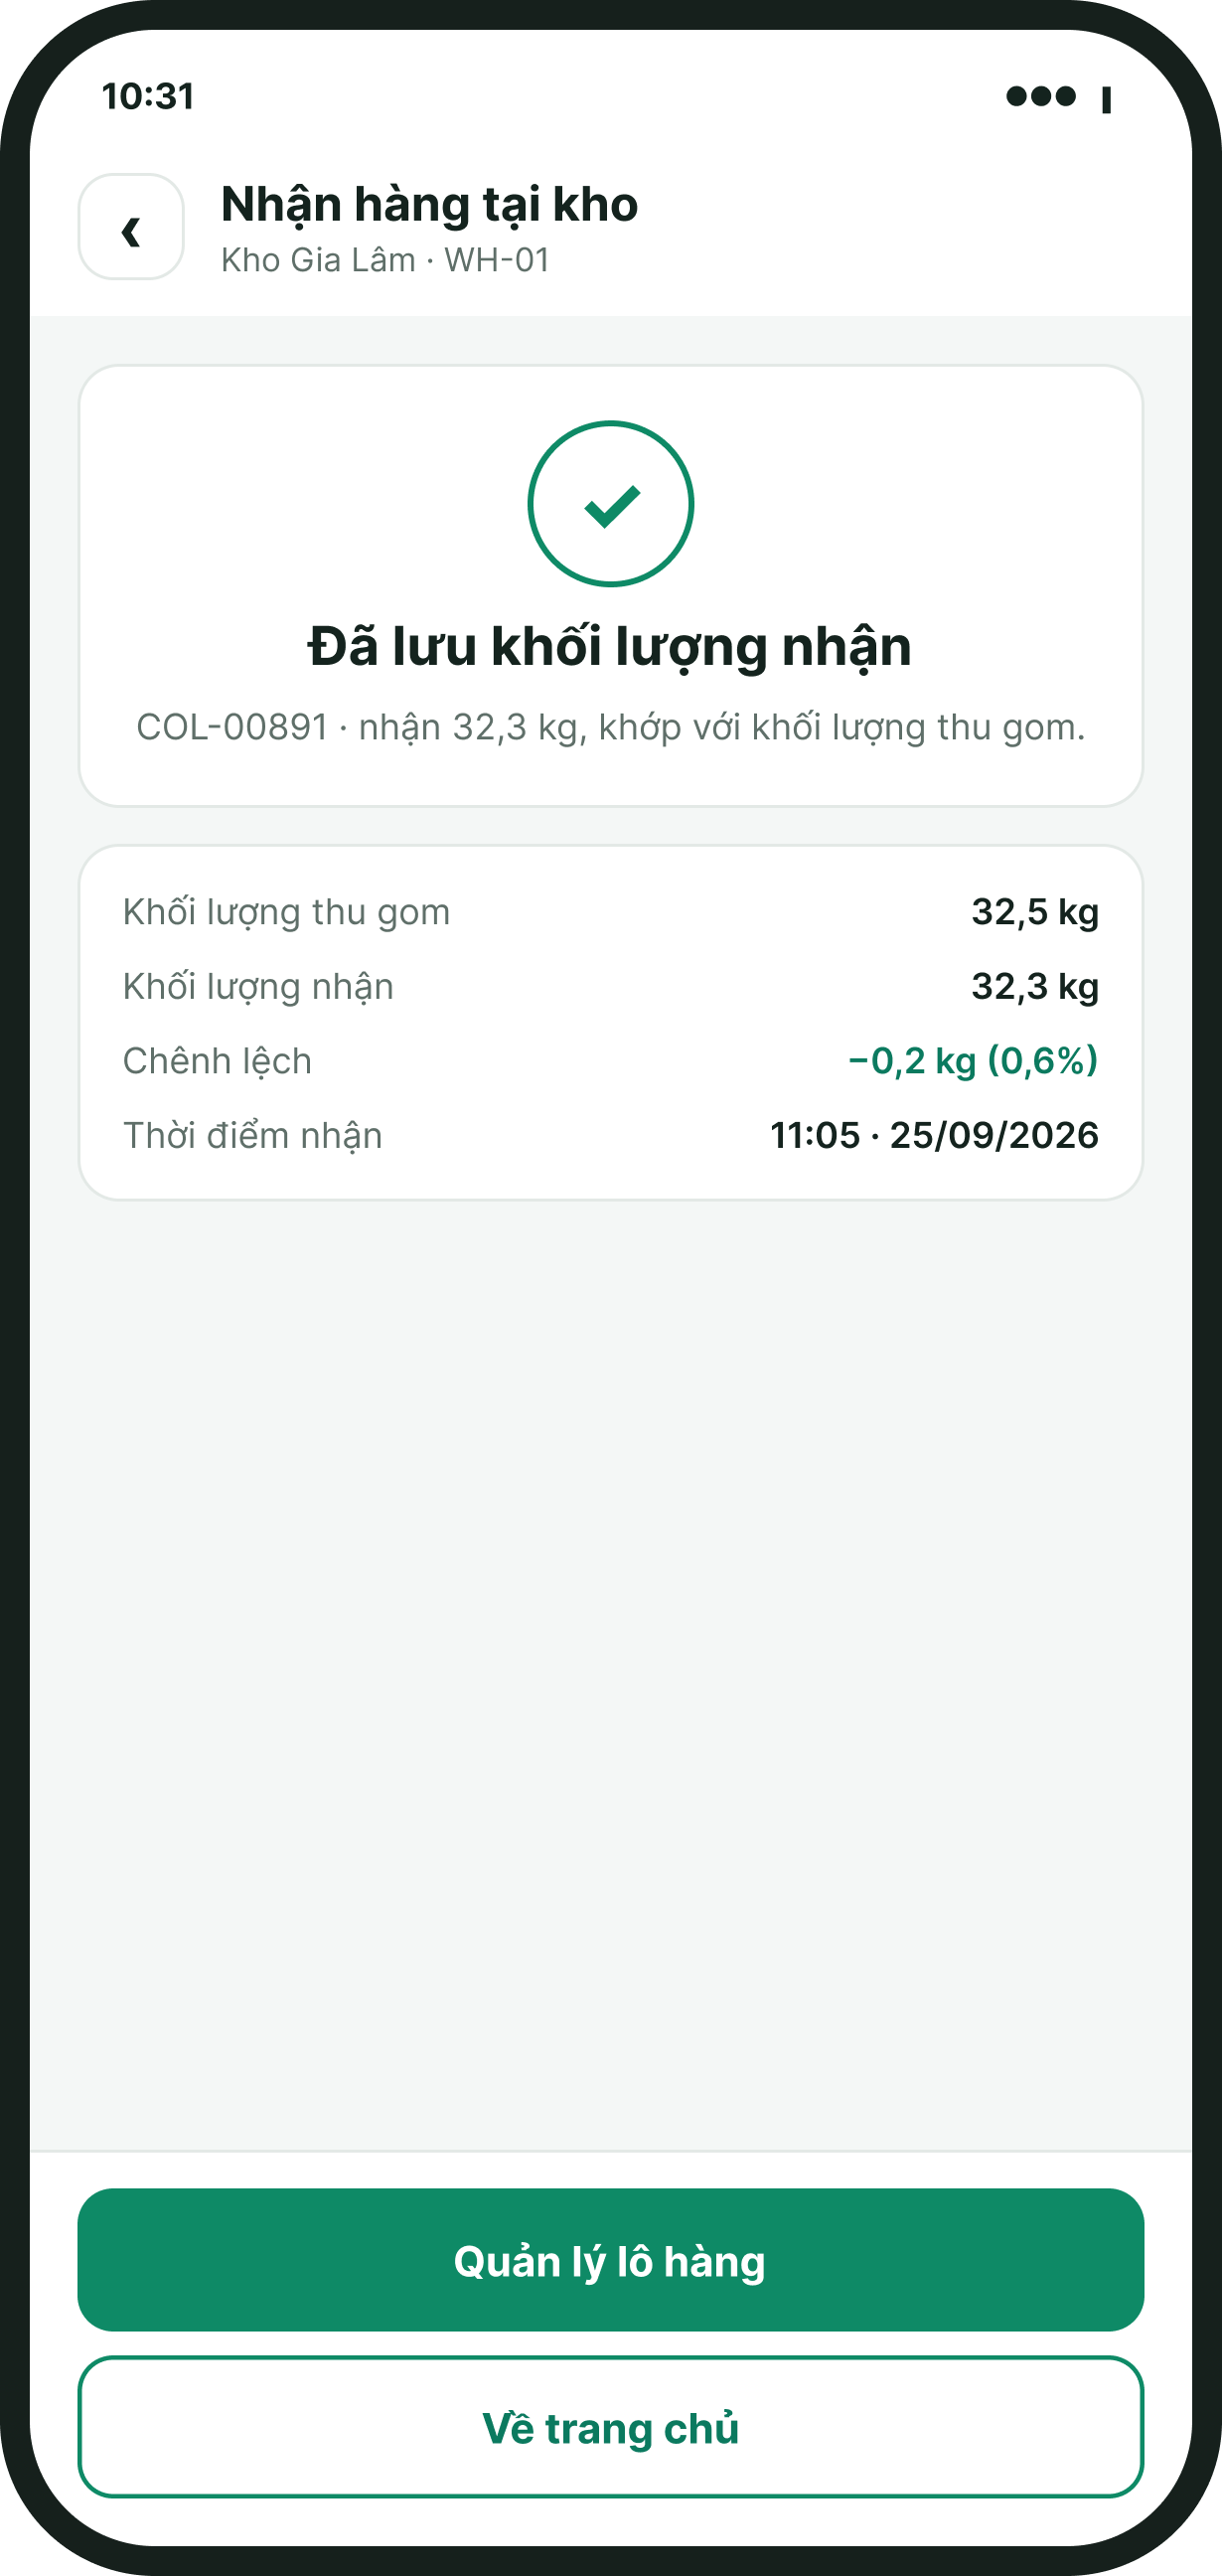 10:31
Nhận hàng tại kho
Kho Gia Lâm · WH-01
Đã lưu khối lượng nhận
COL-00891 · nhận 32,3 kg, khớp với khối lượng thu gom.
Khối lượng thu gom 32,5 kg
Khối lượng nhận 32,3 kg
Chênh lệch −0,2 kg (0,6%)
Thời điểm nhận 11:05 · 25/09/2026
Quản lý lô hàng
Về trang chủ